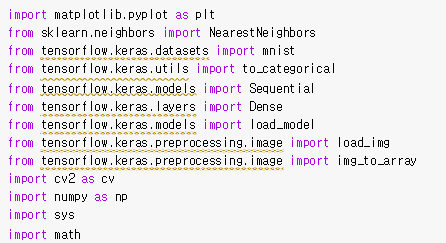 import matplotlib.pyplot as plt
from sklearn.neighbors import NearestNeighbors
from tensorflow.keras.datasets import mnist
from tensorflow.keras.utils import to_categorical
from tensorflow.keras.models import Sequential
from tensorflow.keras.layers import Dense
from tensorflow.keras.models import load_model
from tensorflow.keras.preprocessing.image import load_img
from tensorflow.keras.preprocessing.image import img_to_array
import cv2 as cv
import numpy as np
import sys
import math